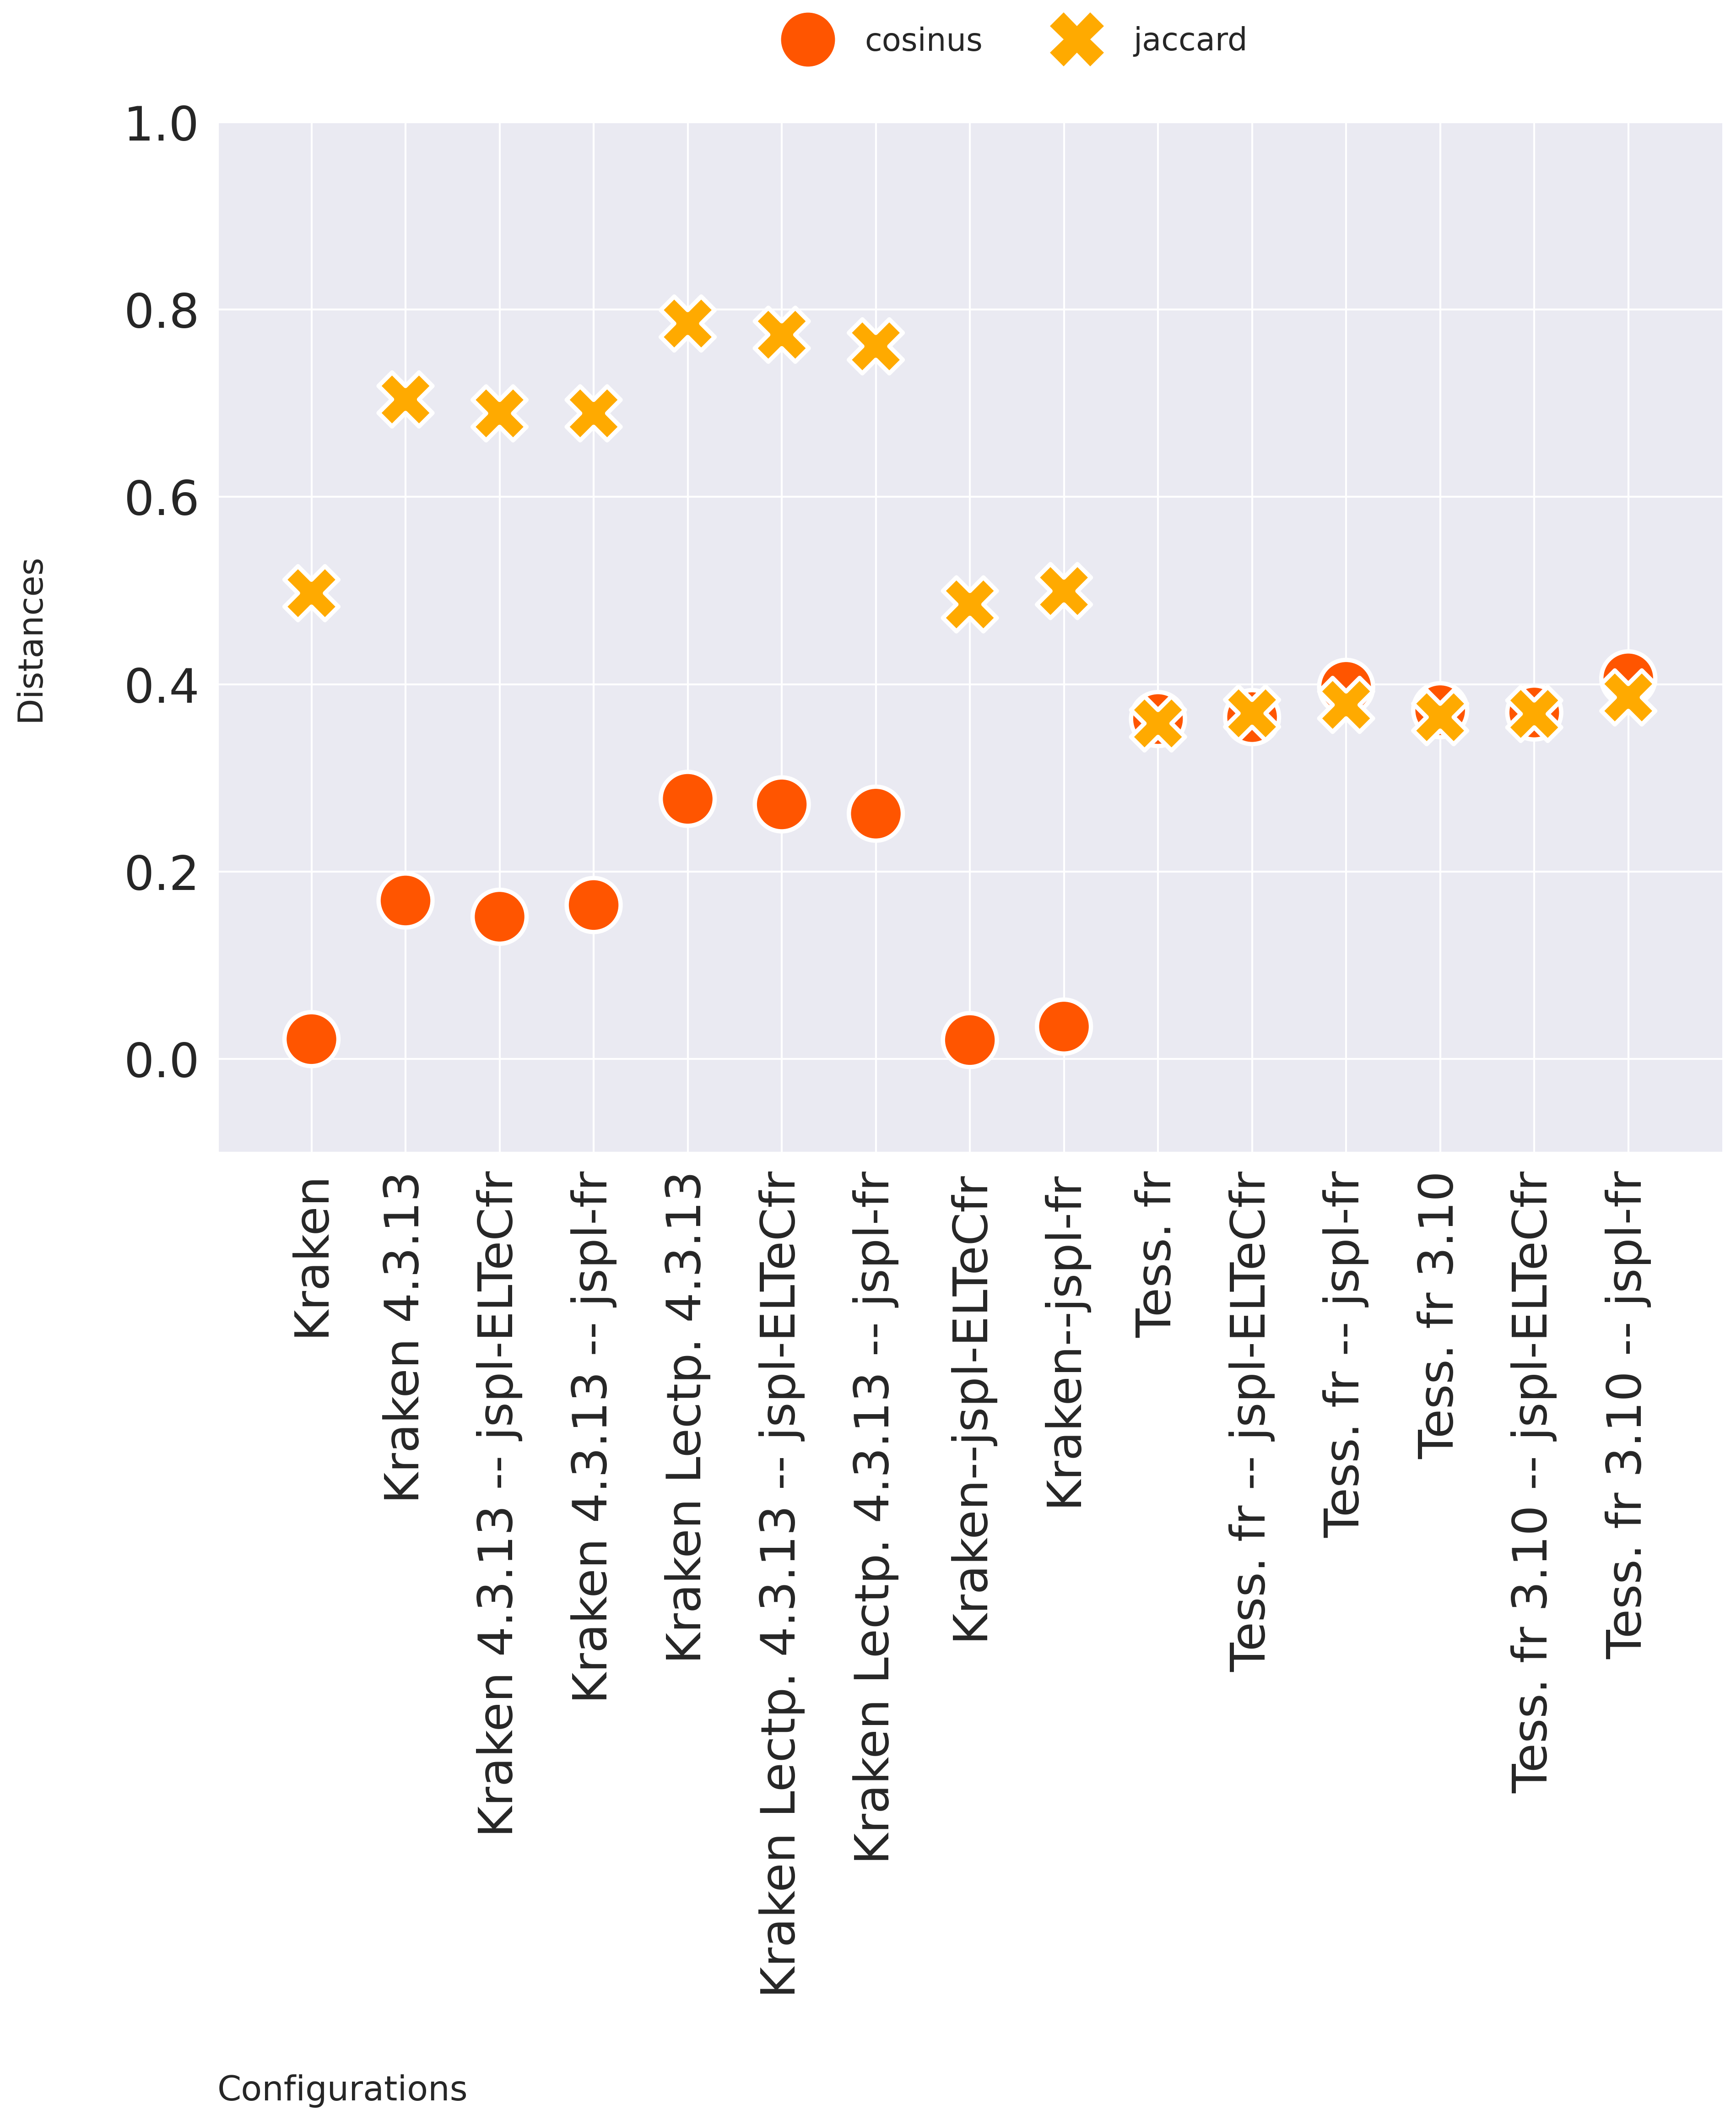 cosinus
jaccard
1.0
0.8
0.6
0.4
0.2
0.0
Distances
Kraken
Kraken 4.3.13
Kraken 4.3.13 -- jspl-ELTeCfr
Kraken 4.3.13 -- jspl-fr
Kraken Lectp. 4.3.13
Kraken Lectp. 4.3.13 -- jspl-ELTeCfr
Kraken Lectp. 4.3.13 -- jspl-fr
Kraken--jspl-ELTeCfr
Kraken--jspl-fr
Tess. fr
Tess. fr -- jspl-ELTeCfr
Tess. fr -- jspl-fr
Tess. fr 3.10
Tess. fr 3.10 -- jspl-ELTeCfr
Tess. fr 3.10 -- jspl-fr
Configurations